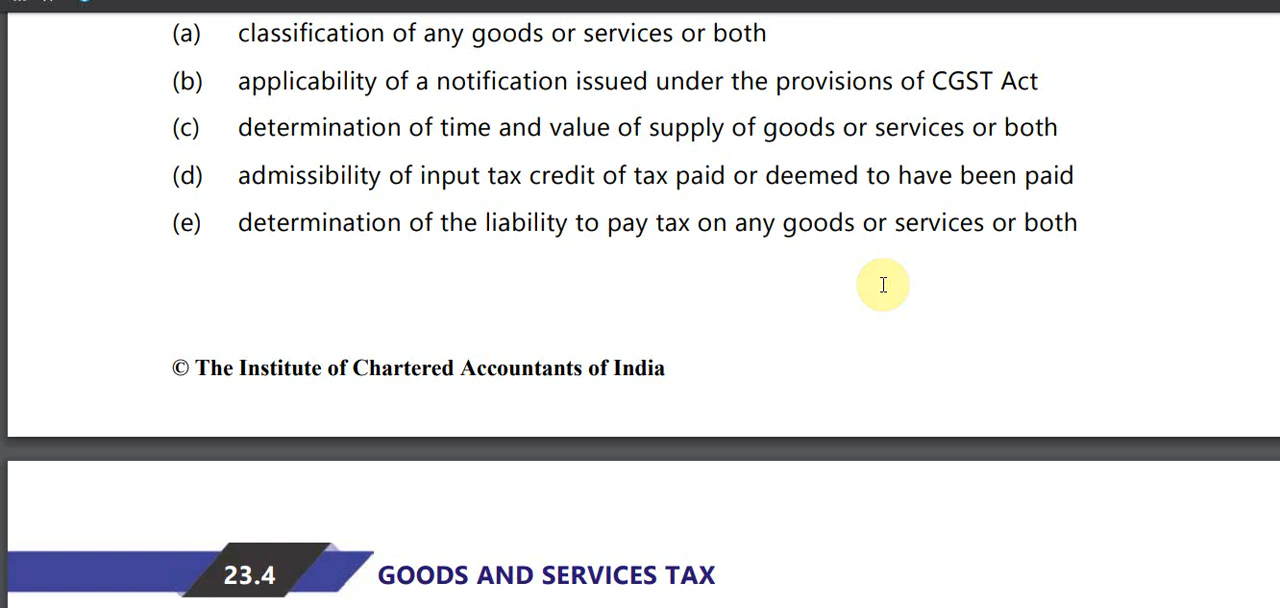 (a) classification of any goods or services or both
(b) applicability of a notification issued under the provisions of CGST Act
(c) determination of time and value of supply of goods or services or both
(d) admissibility of input tax credit of tax paid or deemed to have been paid
(e) determination of the liability to pay tax on any goods or services or both
© The Institute of Chartered Accountants of India
23.4 GOODS AND SERVICES TAX